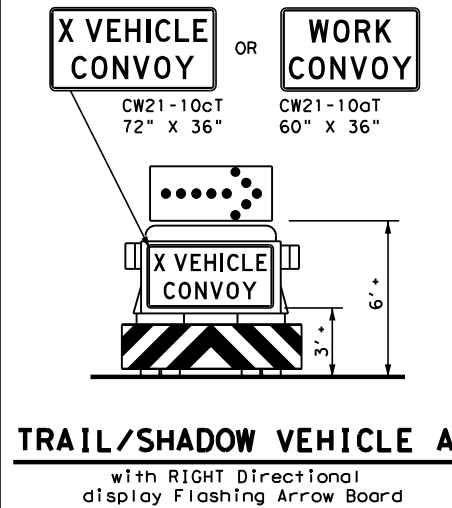 X VEHICLE
CONVOY
OR
WORK
CONVOY
CW21-10cT
72" X 36"
CW21-10aT
60" X 36"
X VEHICLE
CONVOY
6' +
3' +
TRAIL/SHADOW VEHICLE A
with RIGHT Directional
display Flashing Arrow Board